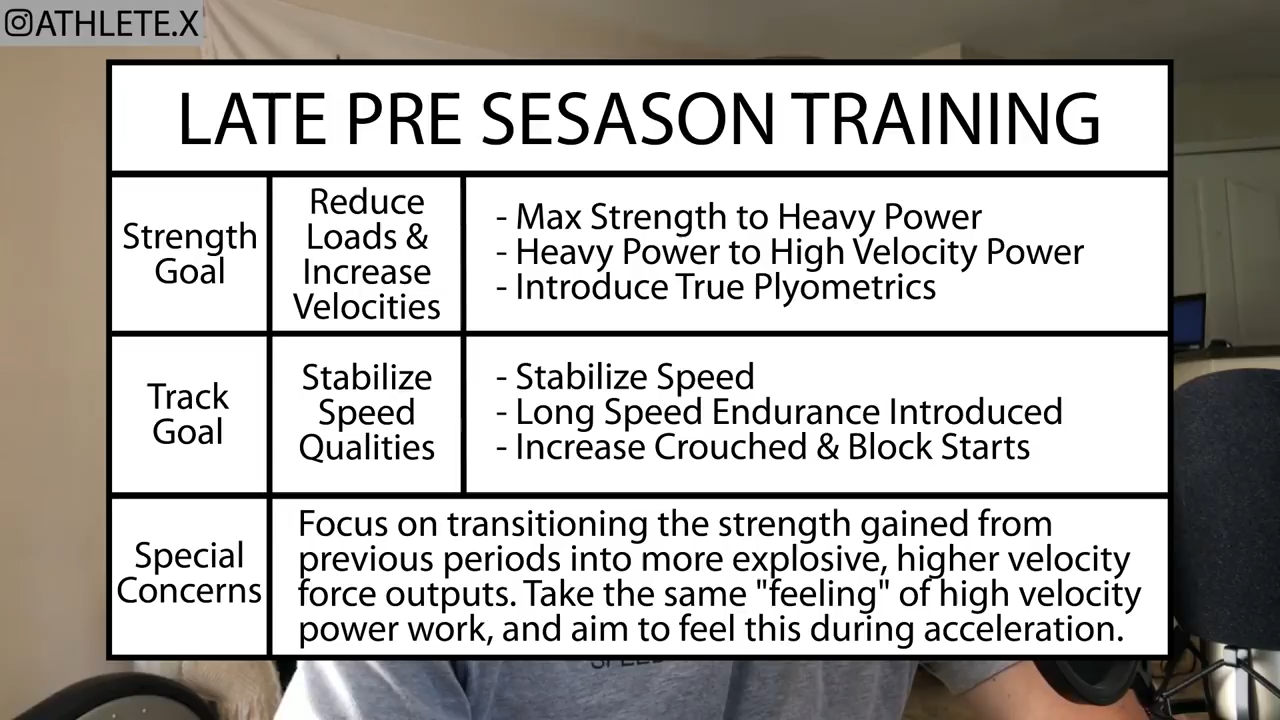 ATHLETE.X
LATE PRE SESASON TRAINING
Strength
Goal
Reduce
Loads &
Increase
Velocities
- Max Strength to Heavy Power
- Heavy Power to High Velocity Power
- Introduce True Plyometrics
Track
Goal
Stabilize
Speed
Qualities
- Stabilize Speed
- Long Speed Endurance Introduced
- Increase Crouched & Block Starts
Special
Concerns
Focus on transitioning the strength gained from
previous periods into more explosive, higher velocity
force outputs. Take the same "feeling" of high velocity
power work, and aim to feel this during acceleration.